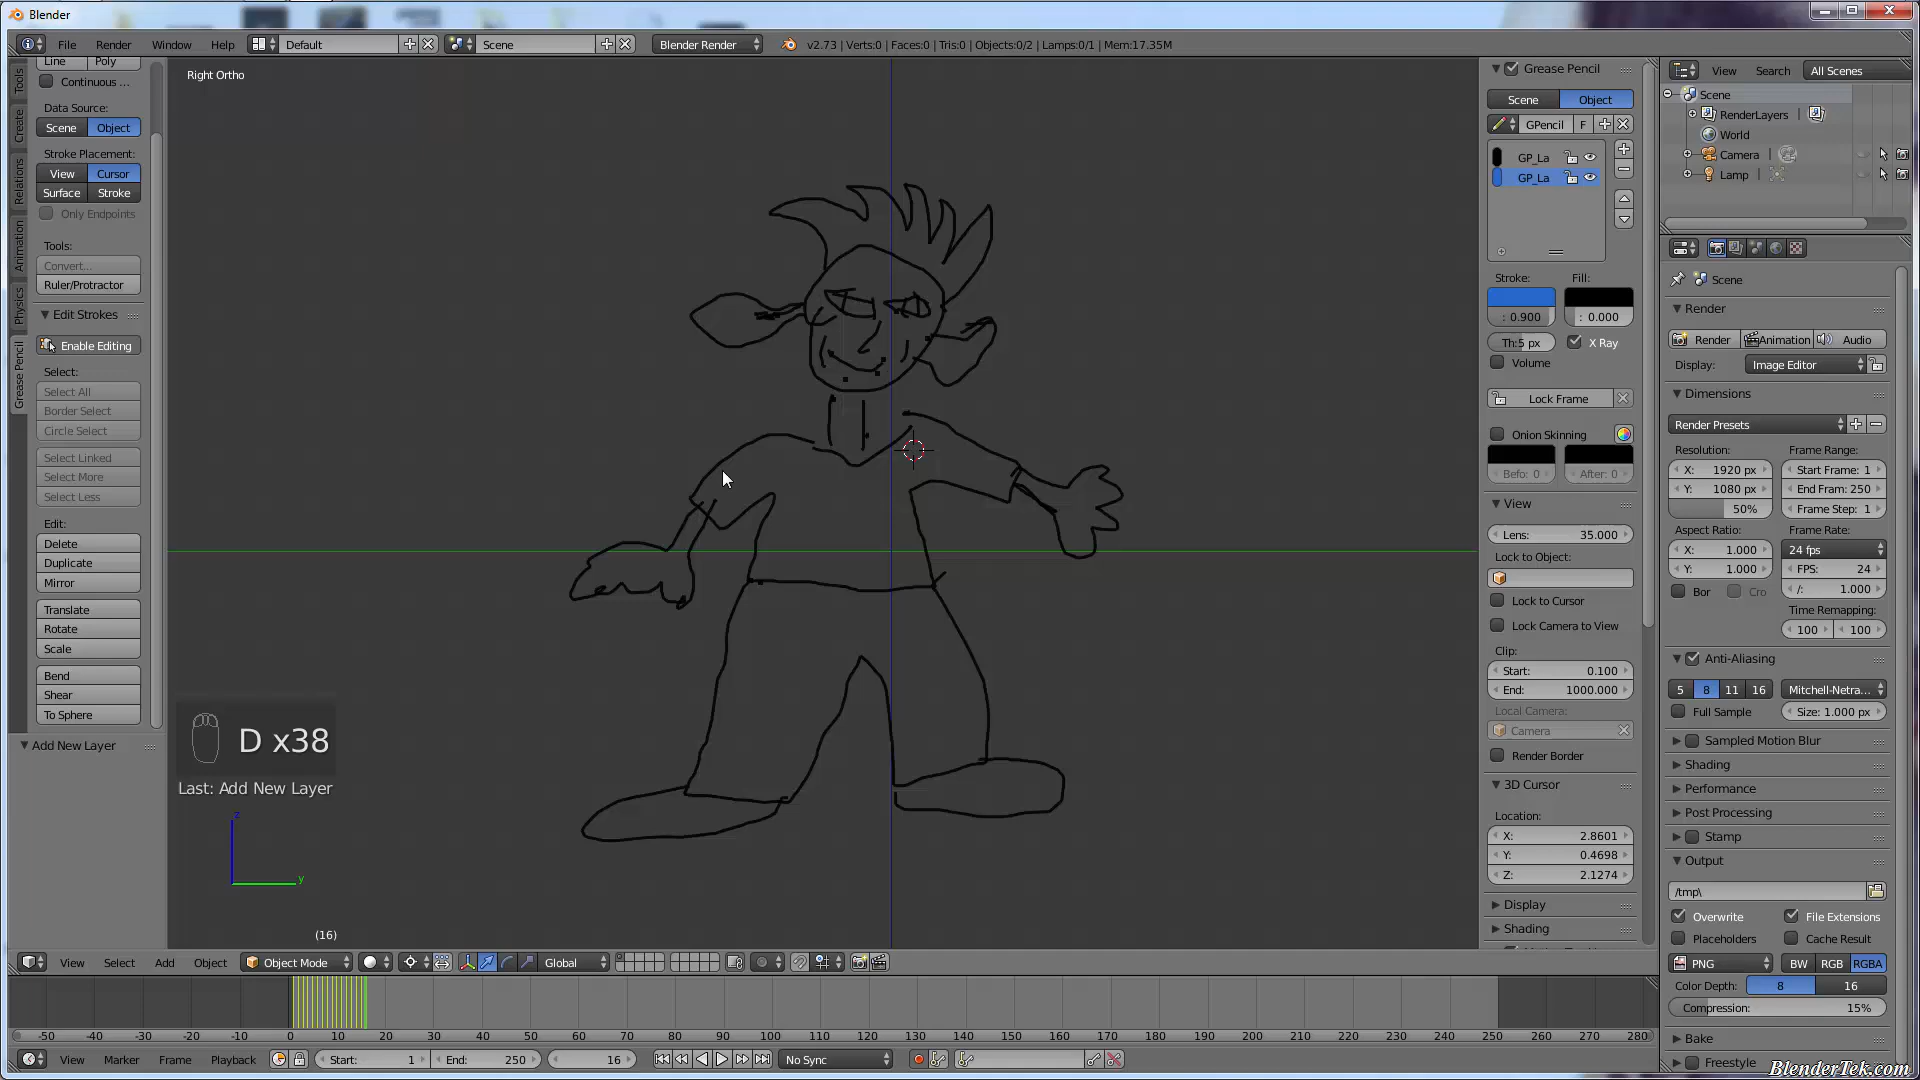 Blender
File Render Window Help Default Scene Blender Render v2.73 | Verts:0 | Faces:0 | Tris:0 | Objects:0/2 | Lamps:0/1 | Mem:17.35M
Line Poly
Continuous ...
Data Source:
Scene Object
Stroke Placement:
View Cursor
Surface Stroke
Only Endpoints
Tools:
Convert...
Ruler/Protractor
Edit Strokes
Enable Editing
Select:
Select All
Border Select
Circle Select
Select Linked
Select More
Select Less
Edit:
Delete
Duplicate
Mirror
Translate
Rotate
Scale
Bend
Shear
To Sphere
Add New Layer
Tools
Create
Relations
Animation
Physics
Grease Pencil
Right Ortho
D x38
Last: Add New Layer
z
y
(16)
Grease Pencil
Scene Object
GPencil F
GP_La
GP_La
Stroke: Fill:
: 0.900 : 0.000
Th:5 px X Ray
Volume
Lock Frame
Onion Skinning
Befo: 0 After: 0
View
Lens: 35.000
Lock to Object:
Lock to Cursor
Lock Camera to View
Clip:
Start: 0.100
End: 1000.000
Local Camera:
Camera
Render Border
3D Cursor
Location:
X: 2.8601
Y: 0.4698
Z: 2.1274
Display
Shading
View Search All Scenes
Scene
RenderLayers |
World
Camera |
Lamp |
Scene
Render
Render Animation Audio
Display: Image Editor
Dimensions
Render Presets
Resolution: Frame Range:
X: 1920 px Start Frame: 1
Y: 1080 px End Fram: 250
50% Frame Step: 1
Aspect Ratio: Frame Rate:
X: 1.000 24 fps
Y: 1.000 FPS: 24
Bor Cro /: 1.000
Time Remapping:
100 100
Anti-Aliasing
5 8 11 16 Mitchell-Netra...
Full Sample Size: 1.000 px
Sampled Motion Blur
Shading
Performance
Post Processing
Stamp
Output
/tmp\
Overwrite File Extensions
Placeholders Cache Result
PNG BW RGB RGBA
Color Depth: 8 16
Compression: 15%
Bake
Freestyle
View Select Add Object Object Mode Global
-50 -40 -30 -20 -10 0 10 20 30 40 50 60 70 80 90 100 110 120 130 140 150 160 170 180 190 200 210 220 230 240 250 260 270 280
View Marker Frame Playback Start: 1 End: 250 16 No Sync
BlenderTek.com